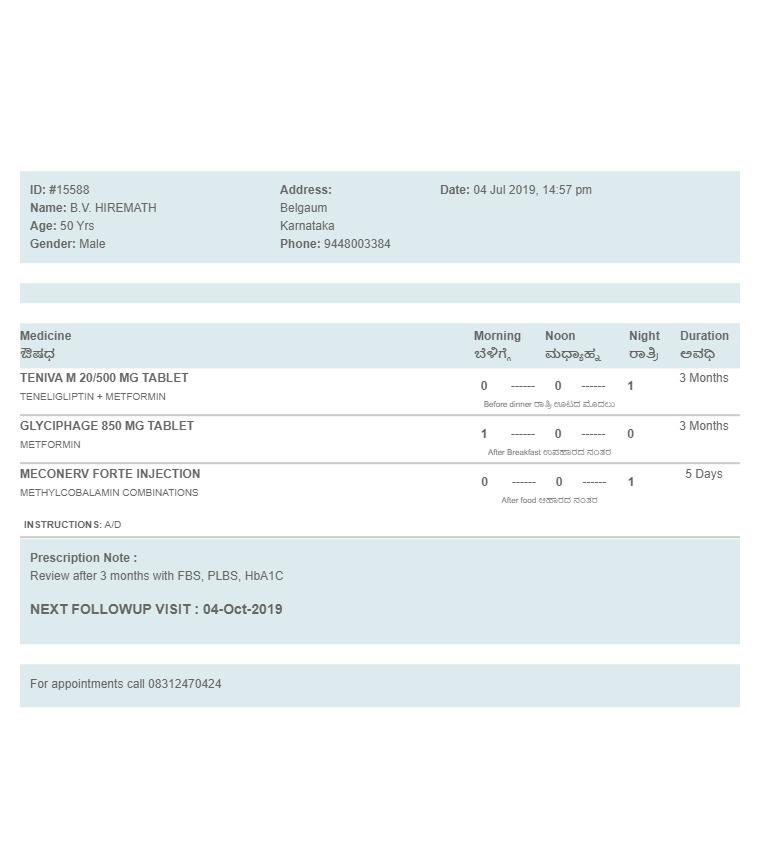 ID: #15588
Name: B.V. HIREMATH
Age: 50 Yrs
Gender: Male
Address:
Belgaum
Karnataka
Phone: 9448003384
Date: 04 Jul 2019, 14:57 pm
Medicine Morning Noon Night Duration
ಔಷಧ ಬೆಳಿಗ್ಗೆ ಮಧ್ಯಾಹ್ನ ರಾತ್ರಿ ಅವಧಿ
TENIVA M 20/500 MG TABLET 0 ------ 0 ------ 1 3 Months
TENELIGLIPTIN + METFORMIN
Before dinner ರಾತ್ರಿ ಊಟದ ಮೊದಲು
GLYCIPHAGE 850 MG TABLET 1 ------ 0 ------ 0 3 Months
METFORMIN
After Breakfast ಉಪಹಾರದ ನಂತರ
MECONERV FORTE INJECTION 0 ------ 0 ------ 1 5 Days
METHYLCOBALAMIN COMBINATIONS
After food ಆಹಾರದ ನಂತರ
INSTRUCTIONS: A/D
Prescription Note :
Review after 3 months with FBS, PLBS, HbA1C
NEXT FOLLOWUP VISIT : 04-Oct-2019
For appointments call 08312470424